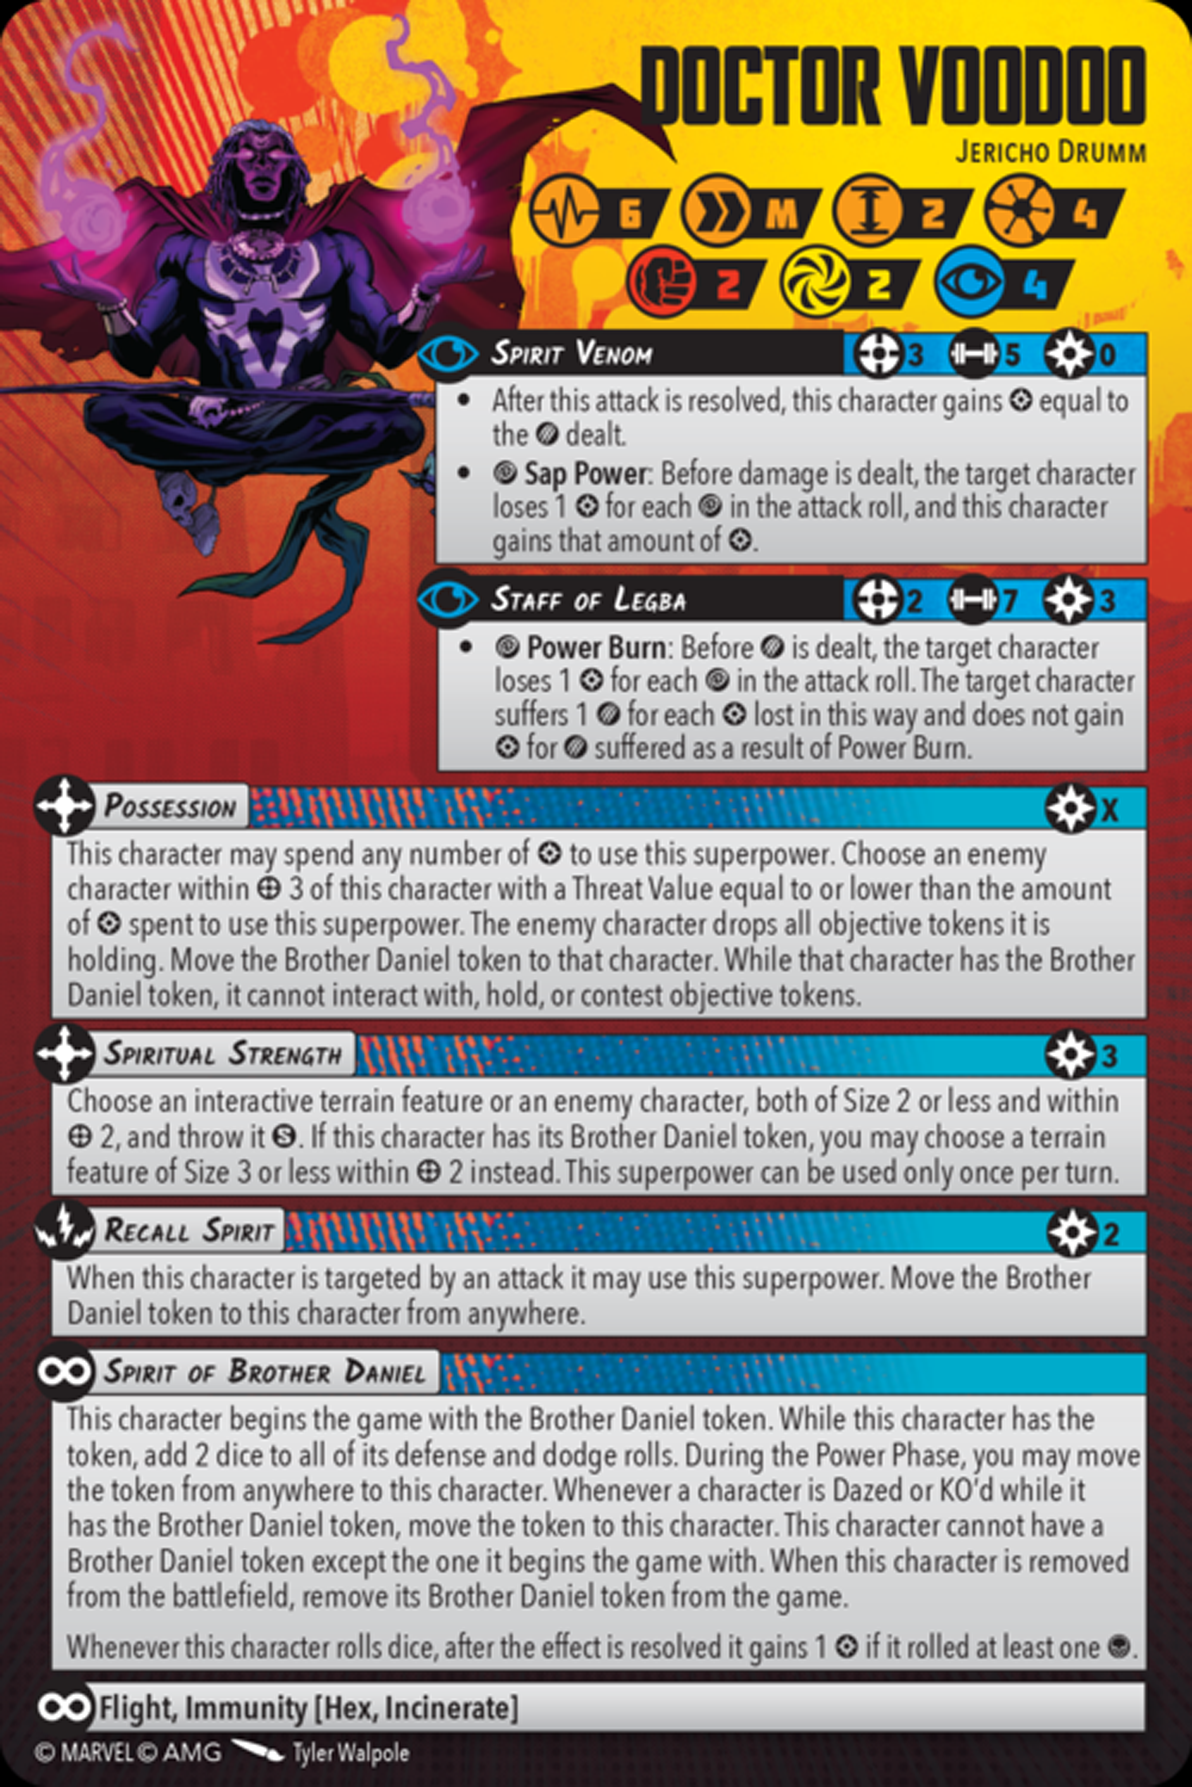 DOCTOR VOODOO
JERICHO DRUMM
6 M 2 4
2 2 4
SPIRIT VENOM 3 5 0
• After this attack is resolved, this character gains equal to
the dealt.
• Sap Power: Before damage is dealt, the target character
loses 1 for each in the attack roll, and this character
gains that amount of .
STAFF OF LEGBA 2 7 3
• Power Burn: Before is dealt, the target character
loses 1 for each in the attack roll. The target character
suffers 1 for each lost in this way and does not gain
for suffered as a result of Power Burn.
POSSESSION X
This character may spend any number of to use this superpower. Choose an enemy
character within 3 of this character with a Threat Value equal to or lower than the amount
of spent to use this superpower. The enemy character drops all objective tokens it is
holding. Move the Brother Daniel token to that character. While that character has the Brother
Daniel token, it cannot interact with, hold, or contest objective tokens.
SPIRITUAL STRENGTH 3
Choose an interactive terrain feature or an enemy character, both of Size 2 or less and within
2, and throw it S. If this character has its Brother Daniel token, you may choose a terrain
feature of Size 3 or less within 2 instead. This superpower can be used only once per turn.
RECALL SPIRIT 2
When this character is targeted by an attack it may use this superpower. Move the Brother
Daniel token to this character from anywhere.
SPIRIT OF BROTHER DANIEL
This character begins the game with the Brother Daniel token. While this character has the
token, add 2 dice to all of its defense and dodge rolls. During the Power Phase, you may move
the token from anywhere to this character. Whenever a character is Dazed or KO'd while it
has the Brother Daniel token, move the token to this character. This character cannot have a
Brother Daniel token except the one it begins the game with. When this character is removed
from the battlefield, remove its Brother Daniel token from the game.
Whenever this character rolls dice, after the effect is resolved it gains 1 if it rolled at least one .
Flight, Immunity [Hex, Incinerate]
© MARVEL © AMG Tyler Walpole